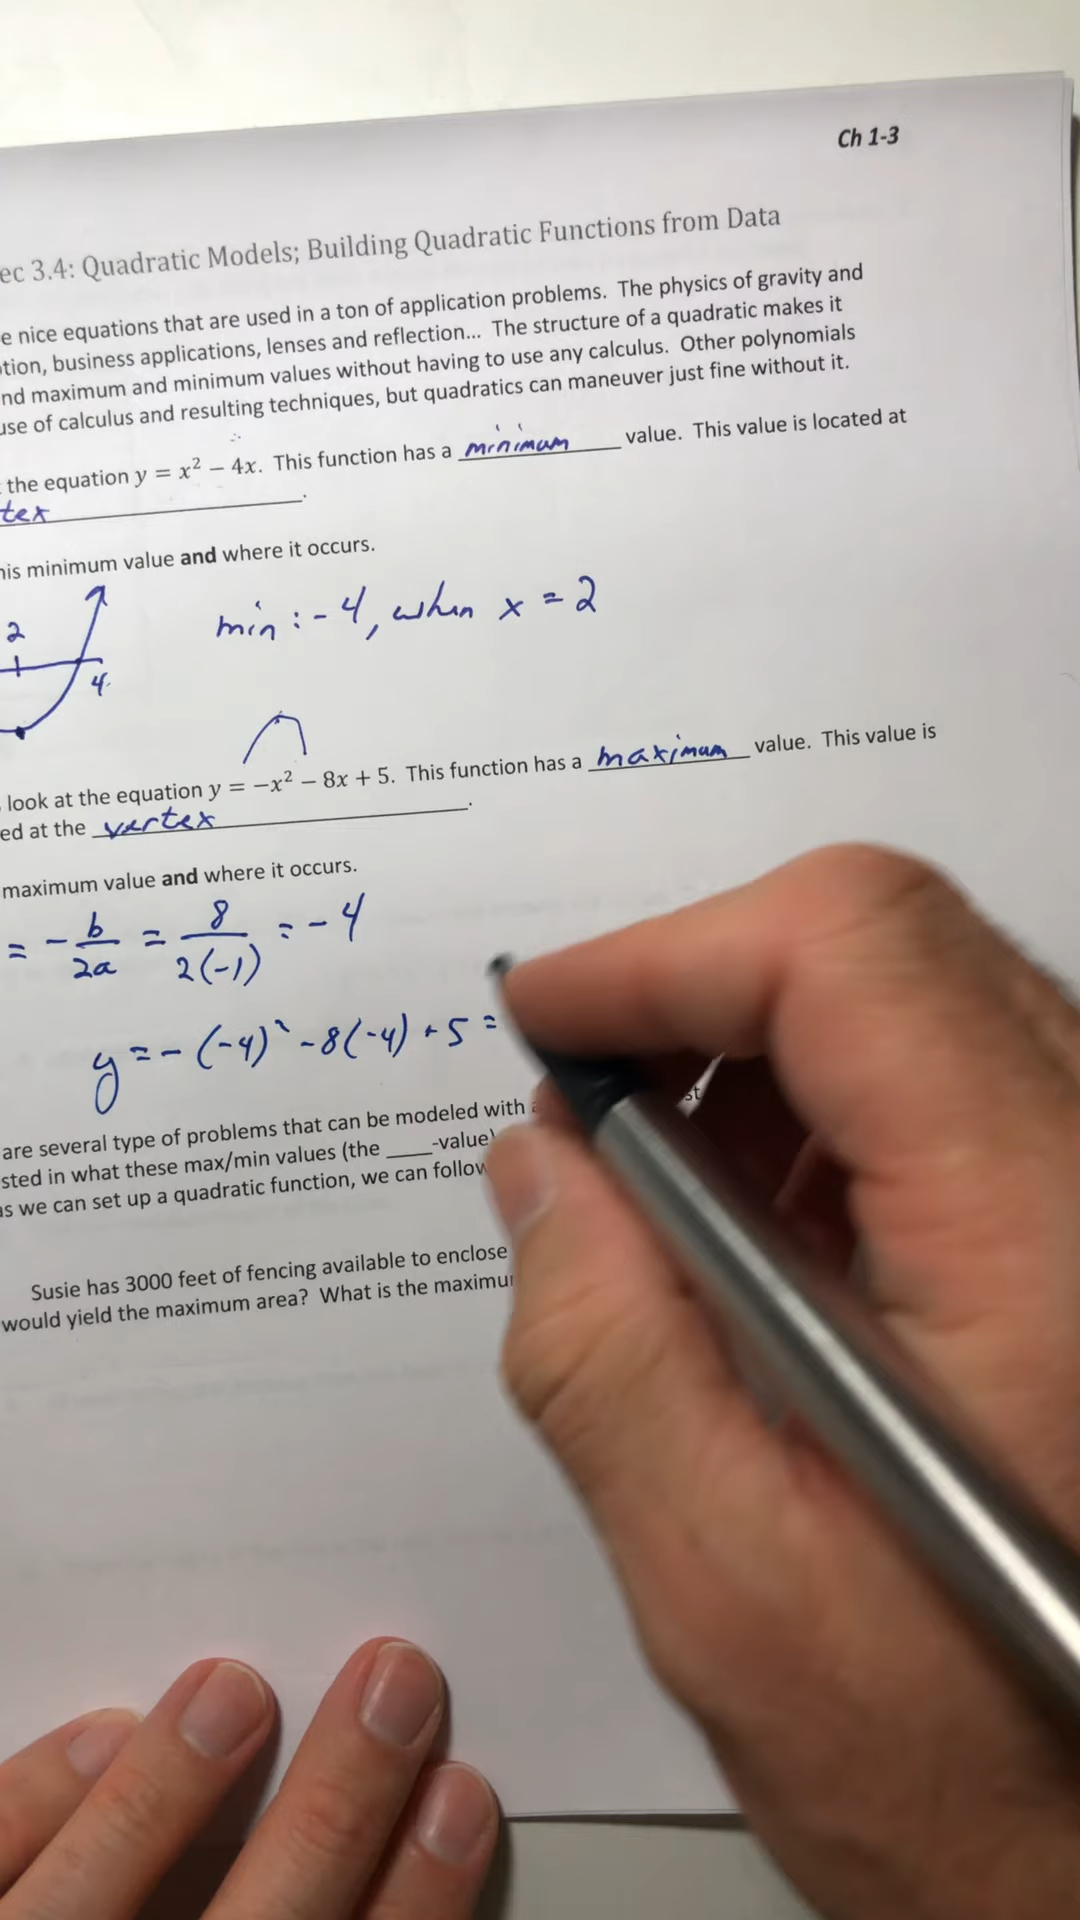 Ch 1-3
ec 3.4: Quadratic Models; Building Quadratic Functions from Data
e nice equations that are used in a ton of application problems. The physics of gravity and
tion, business applications, lenses and reflection... The structure of a quadratic makes it
nd maximum and minimum values without having to use any calculus. Other polynomials
use of calculus and resulting techniques, but quadratics can maneuver just fine without it.
the equation y = x² − 4x. This function has a minimum value. This value is located at
tex.
his minimum value and where it occurs.
min: -4, when x = 2
2
4
look at the equation y = −x² − 8x + 5. This function has a maximum value. This value is
ed at the vertex.
maximum value and where it occurs.
= - b/2a = 8/2(-1) = -4
y = -(-4)² - 8(-4) + 5 =
are several type of problems that can be modeled with
sted in what these max/min values (the ____-value)
as we can set up a quadratic function, we can follow
Susie has 3000 feet of fencing available to enclose
would yield the maximum area? What is the